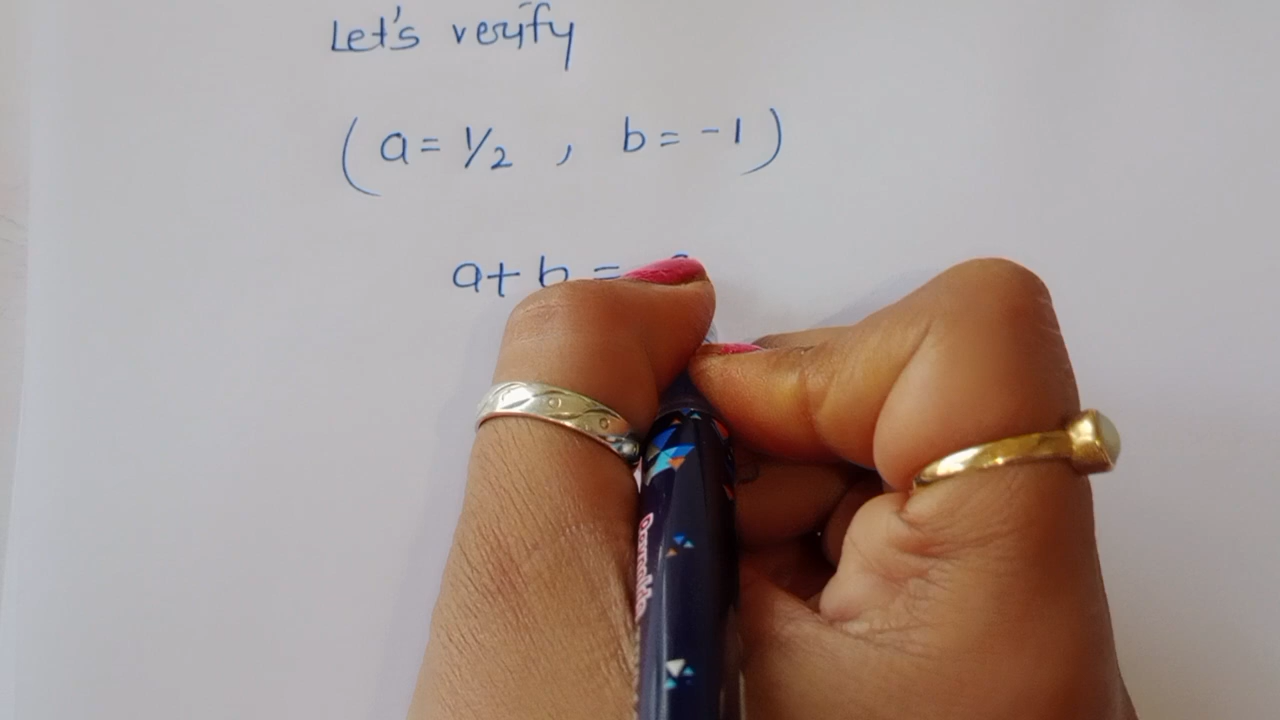 Let's verify
(a = 1/2 , b = -1)
a + b =